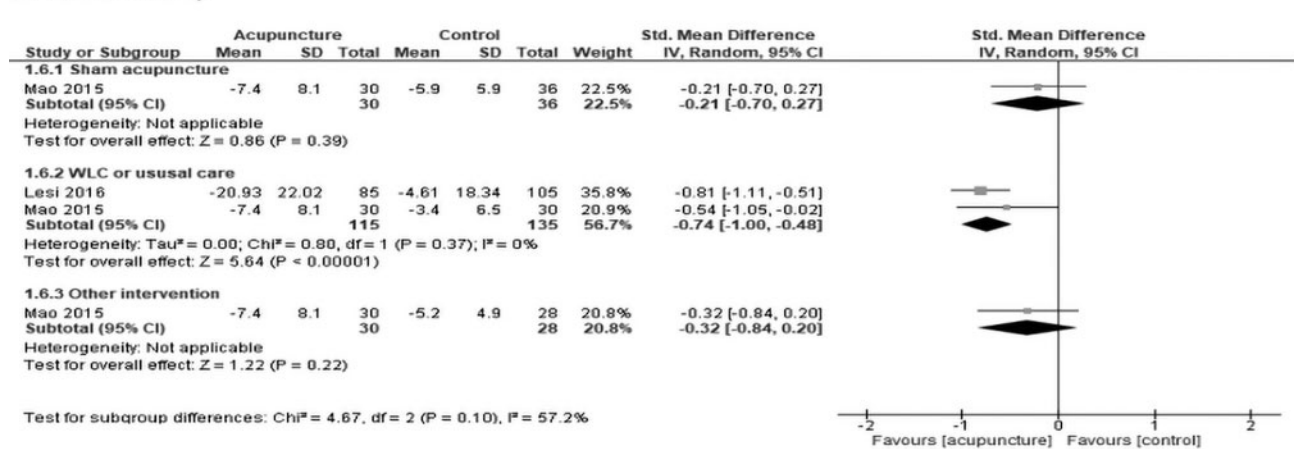 Acupuncture Control Std. Mean Difference Std. Mean Difference
Study or Subgroup Mean SD Total Mean SD Total Weight IV, Random, 95% CI IV, Random, 95% CI
1.6.1 Sham acupuncture
Mao 2015 -7.4 8.1 30 -5.9 5.9 36 22.5% -0.21 [-0.70, 0.27]
Subtotal (95% CI) 30 36 22.5% -0.21 [-0.70, 0.27]
Heterogeneity: Not applicable
Test for overall effect: Z = 0.86 (P = 0.39)
1.6.2 WLC or ususal care
Lesi 2016 -20.93 22.02 85 -4.61 18.34 105 35.8% -0.81 [-1.11, -0.51]
Mao 2015 -7.4 8.1 30 -3.4 6.5 30 20.9% -0.54 [-1.05, -0.02]
Subtotal (95% CI) 115 135 56.7% -0.74 [-1.00, -0.48]
Heterogeneity: Tau² = 0.00; Chi² = 0.80, df = 1 (P = 0.37); I² = 0%
Test for overall effect: Z = 5.64 (P < 0.00001)
1.6.3 Other intervention
Mao 2015 -7.4 8.1 30 -5.2 4.9 28 20.8% -0.32 [-0.84, 0.20]
Subtotal (95% CI) 30 28 20.8% -0.32 [-0.84, 0.20]
Heterogeneity: Not applicable
Test for overall effect: Z = 1.22 (P = 0.22)
Test for subgroup differences: Chi² = 4.67, df = 2 (P = 0.10), I² = 57.2%
-2 -1 0 1 2
Favours [acupuncture] Favours [control]